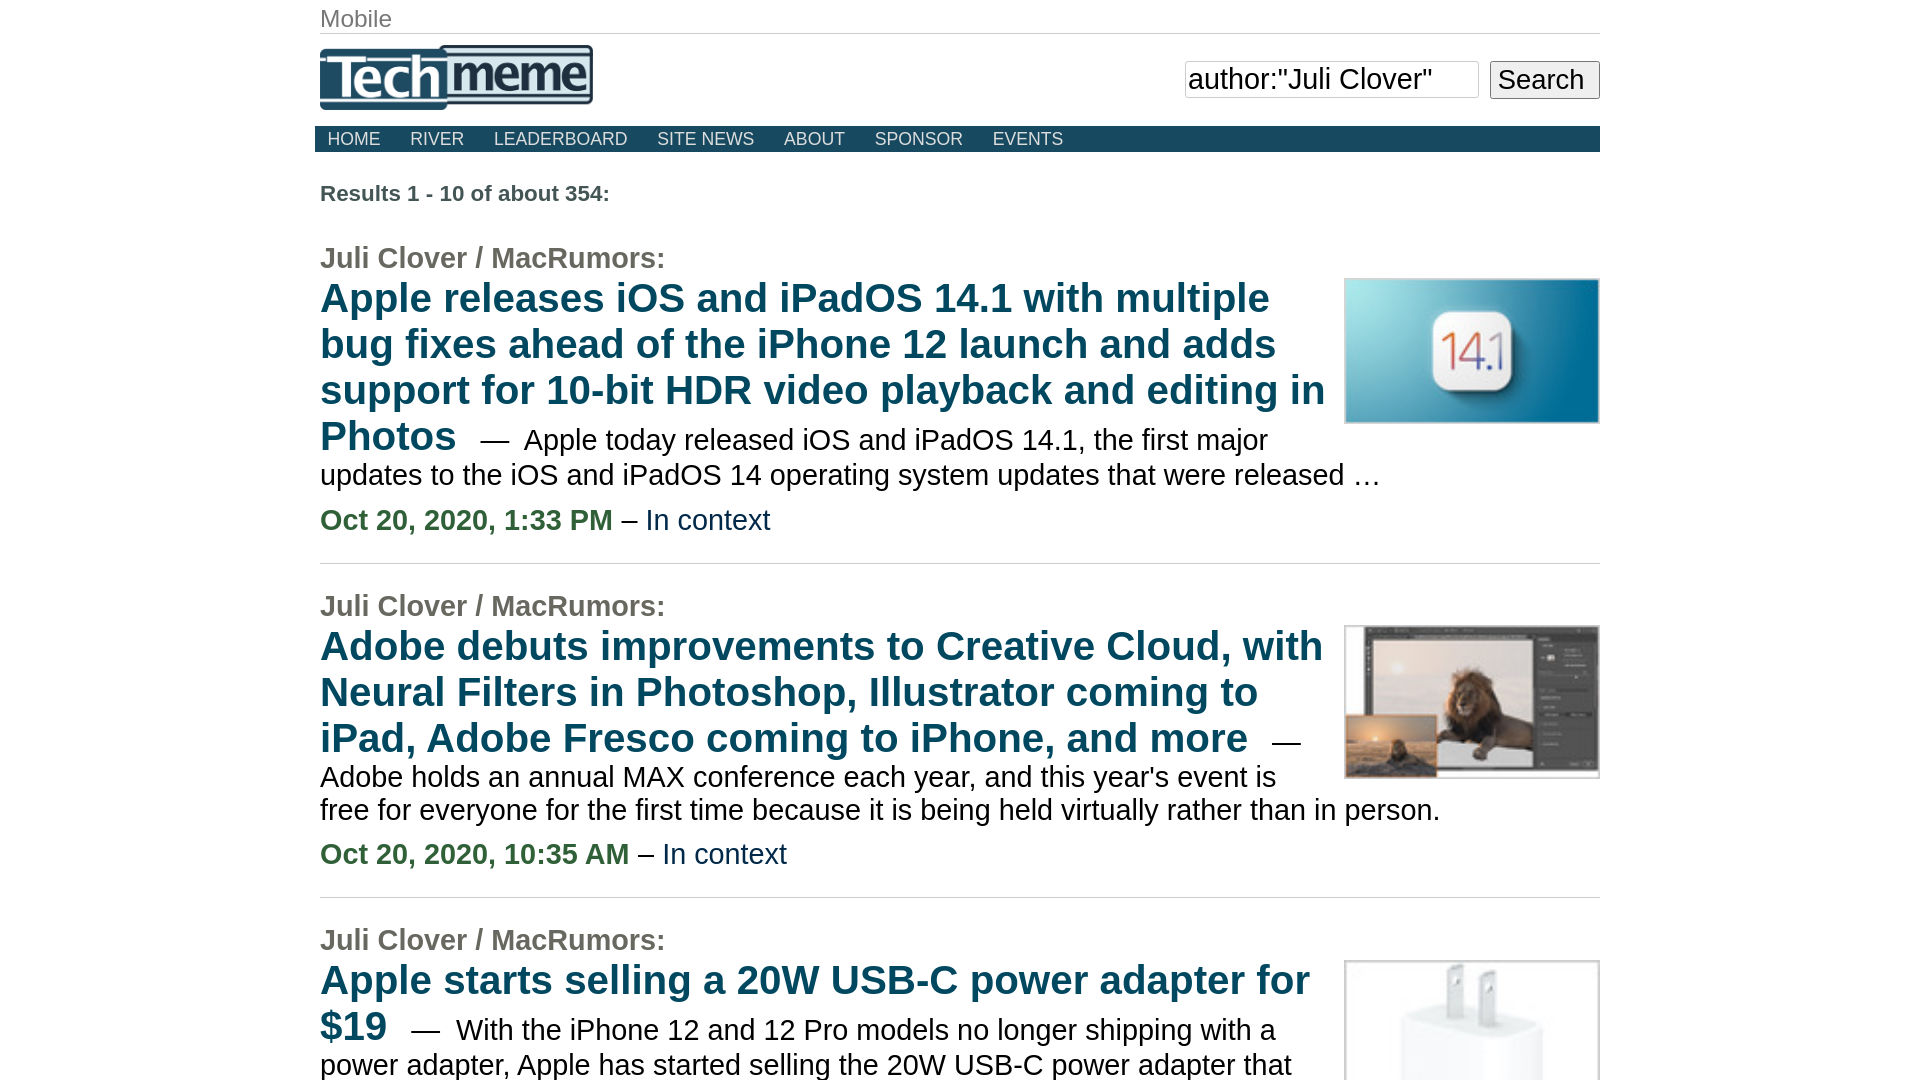 Mobile
Techmeme
author:"Juli Clover"
Search
HOME RIVER LEADERBOARD SITE NEWS ABOUT SPONSOR EVENTS
Results 1 - 10 of about 354:
Juli Clover / MacRumors:
Apple releases iOS and iPadOS 14.1 with multiple
bug fixes ahead of the iPhone 12 launch and adds
support for 10-bit HDR video playback and editing in
Photos — Apple today released iOS and iPadOS 14.1, the first major
updates to the iOS and iPadOS 14 operating system updates that were released …
14.1
Oct 20, 2020, 1:33 PM – In context
Juli Clover / MacRumors:
Adobe debuts improvements to Creative Cloud, with
Neural Filters in Photoshop, Illustrator coming to
iPad, Adobe Fresco coming to iPhone, and more —
Adobe holds an annual MAX conference each year, and this year's event is
free for everyone for the first time because it is being held virtually rather than in person.
Oct 20, 2020, 10:35 AM – In context
Juli Clover / MacRumors:
Apple starts selling a 20W USB-C power adapter for
$19 — With the iPhone 12 and 12 Pro models no longer shipping with a
power adapter, Apple has started selling the 20W USB-C power adapter that